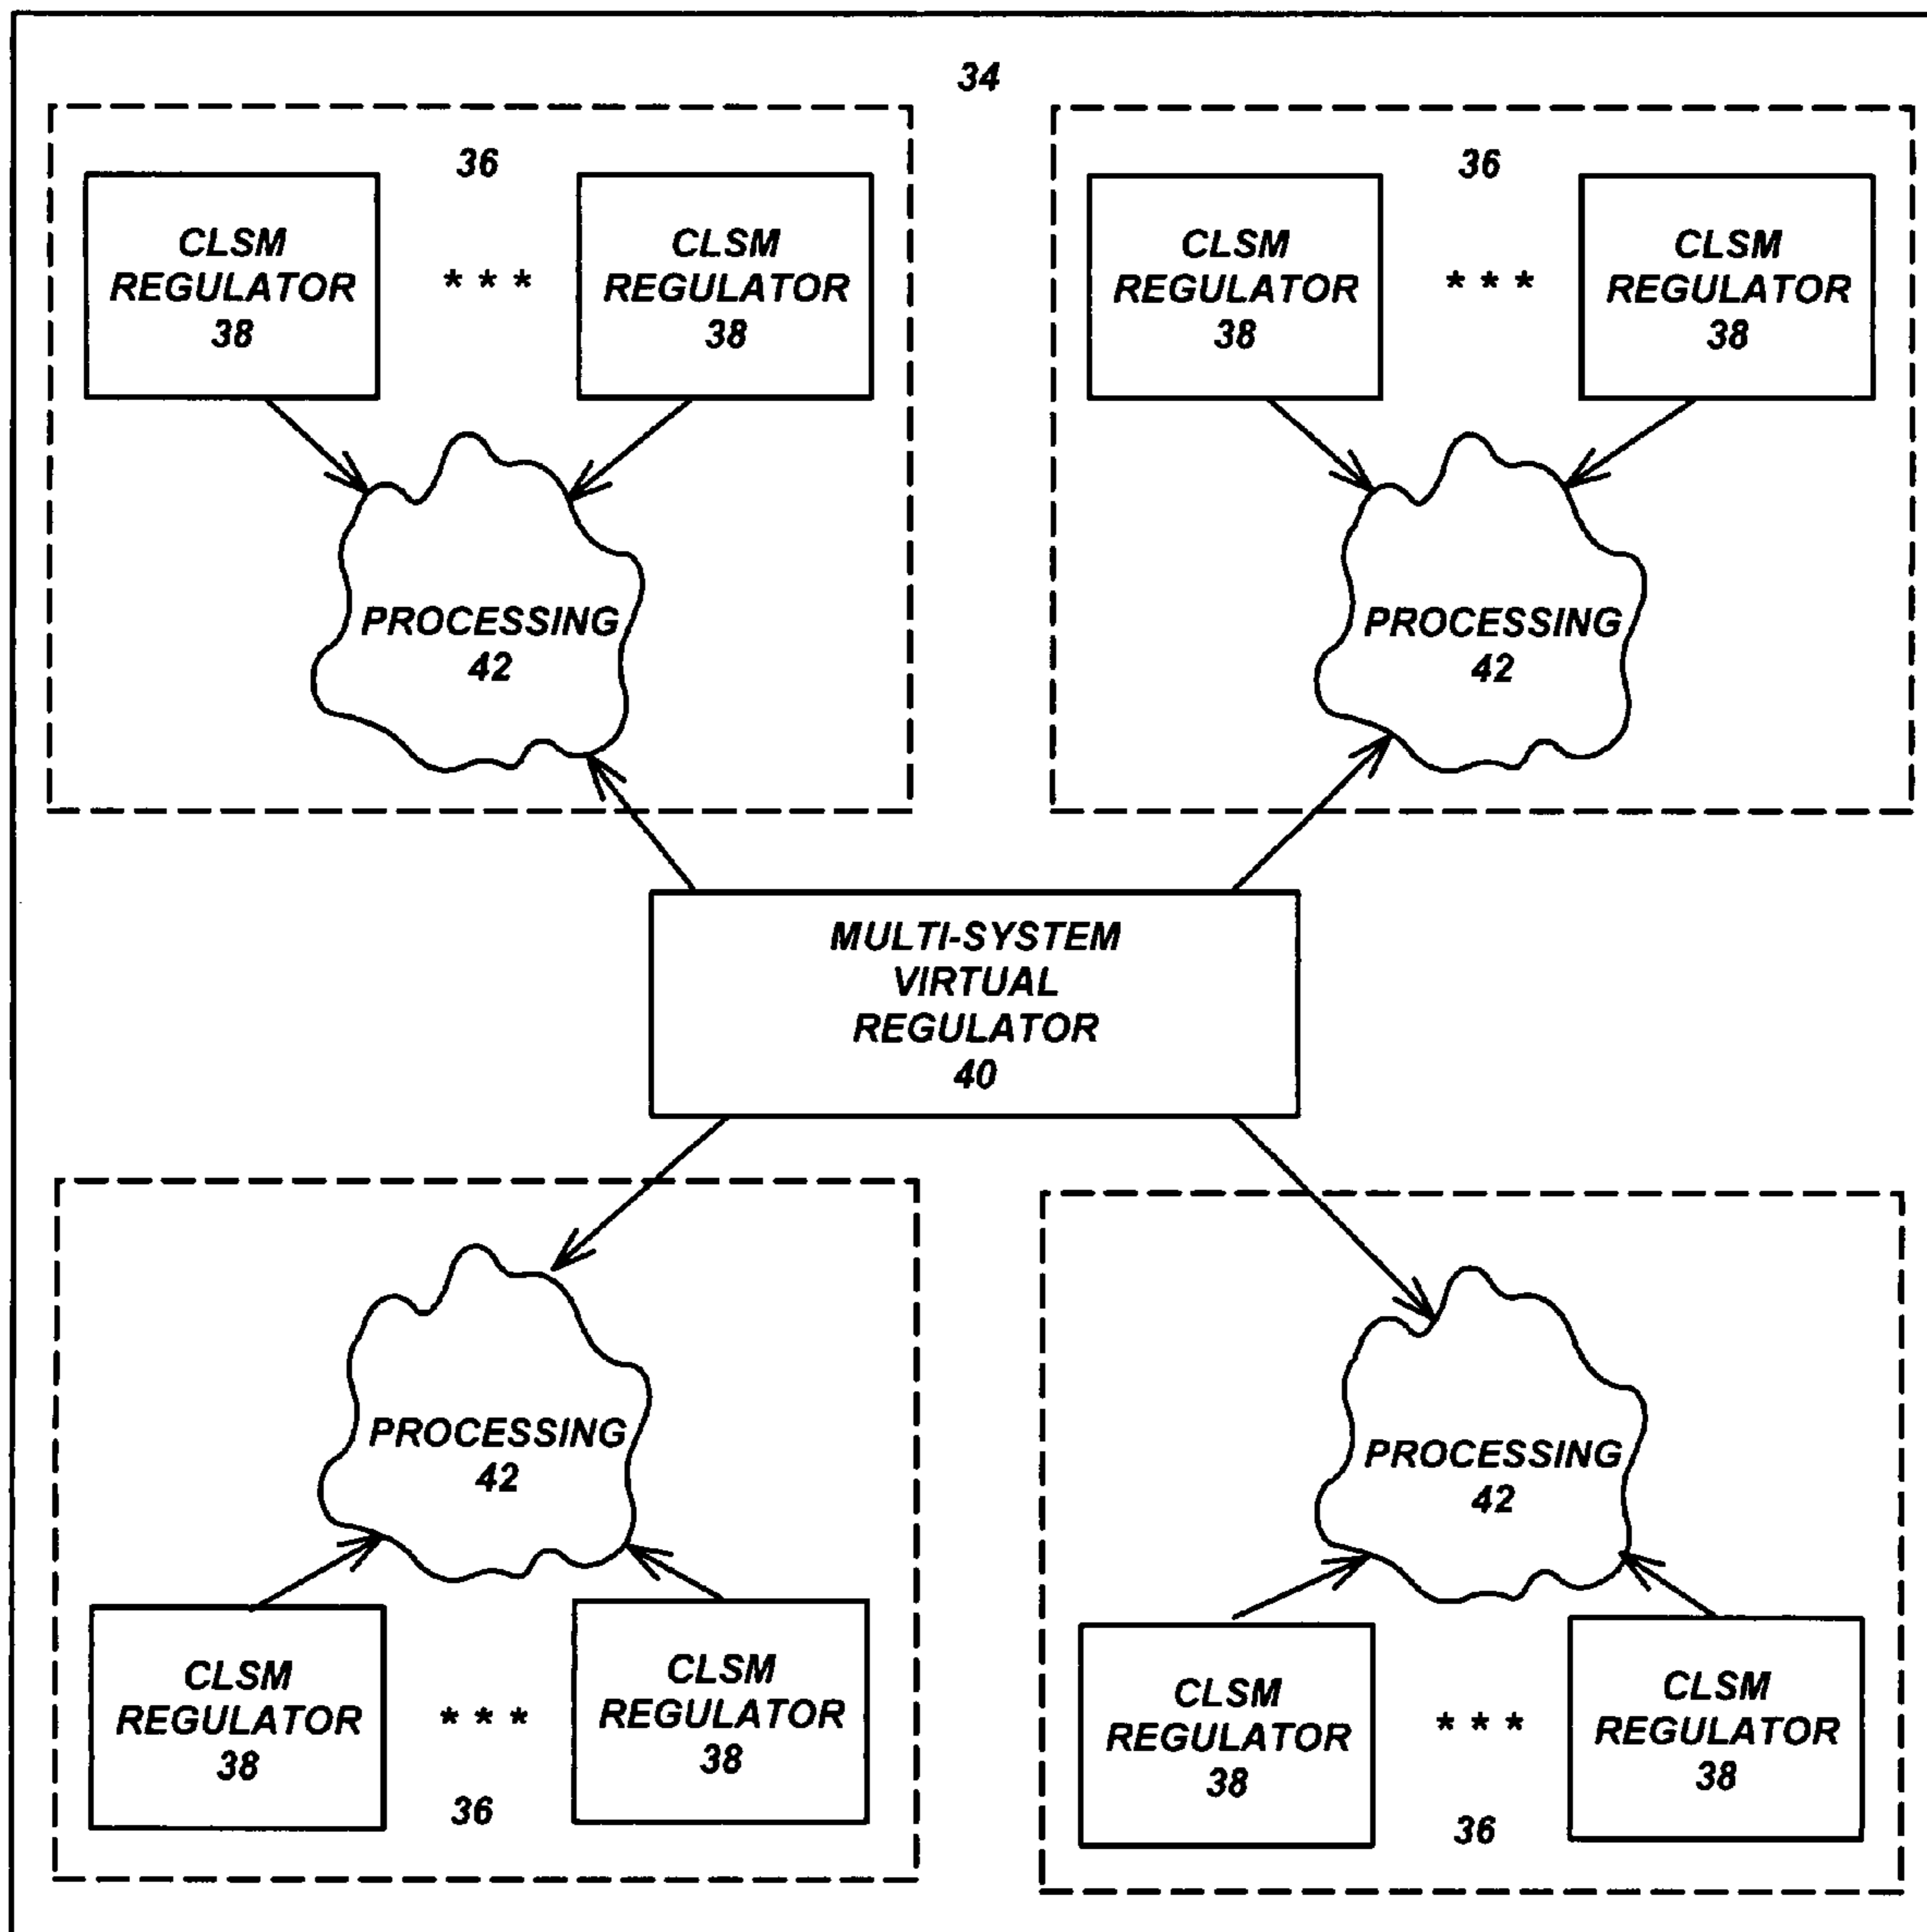 34
36
CLSM
REGULATOR
38
* * *
CLSM
REGULATOR
38
PROCESSING
42
36
CLSM
REGULATOR
38
* * *
CLSM
REGULATOR
38
PROCESSING
42
MULTI-SYSTEM
VIRTUAL
REGULATOR
40
PROCESSING
42
CLSM
REGULATOR
38
* * *
CLSM
REGULATOR
38
36
PROCESSING
42
CLSM
REGULATOR
38
* * *
CLSM
REGULATOR
38
36